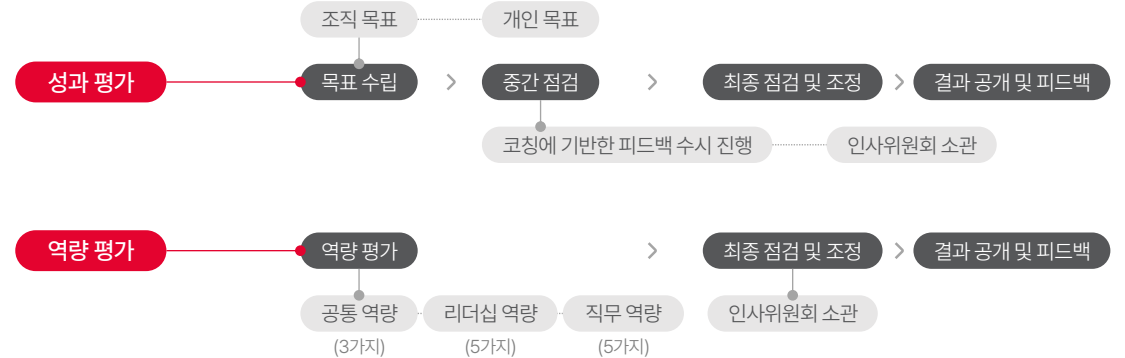 조직 목표 개인 목표
성과 평가 목표 수립 > 중간 점검 > 최종 점검 및 조정 > 결과 공개 및 피드백
코칭에 기반한 피드백 수시 진행 인사위원회 소관
역량 평가 역량 평가 > 최종 점검 및 조정 > 결과 공개 및 피드백
공통 역량 리더십 역량 직무 역량 인사위원회 소관
(3가지) (5가지) (5가지)